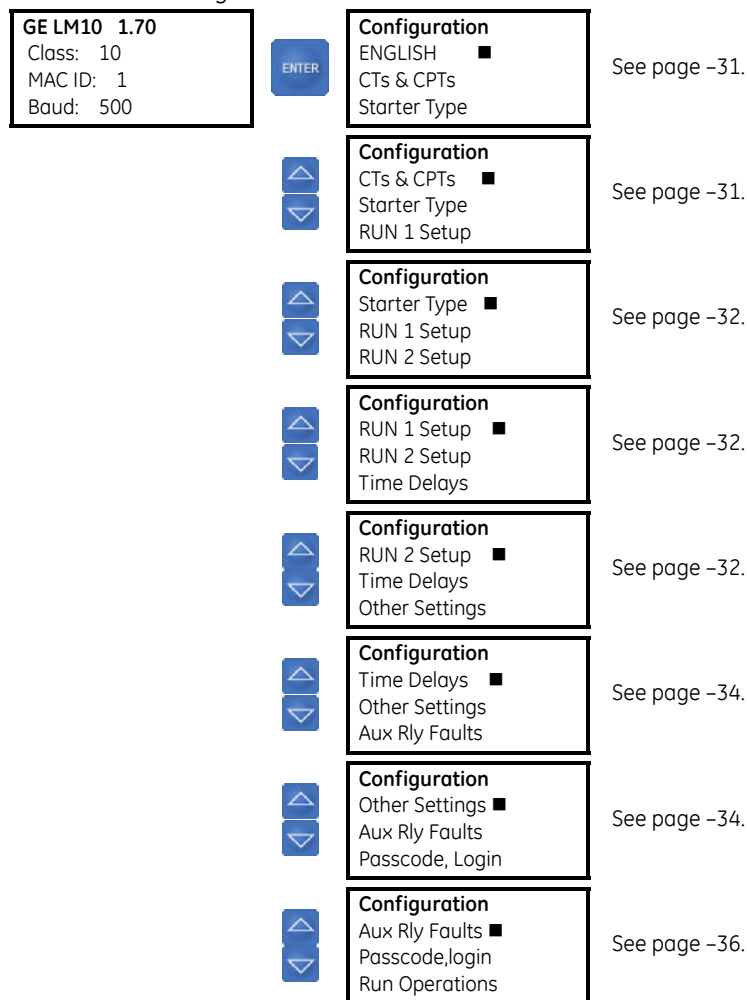 GE LM10 1.70
Class: 10
MAC ID: 1
Baud: 500
ENTER
Configuration
ENGLISH ■
CTs & CPTs
Starter Type
See page –31.
Configuration
CTs & CPTs ■
Starter Type
RUN 1 Setup
See page –31.
Configuration
Starter Type ■
RUN 1 Setup
RUN 2 Setup
See page –32.
Configuration
RUN 1 Setup ■
RUN 2 Setup
Time Delays
See page –32.
Configuration
RUN 2 Setup ■
Time Delays
Other Settings
See page –32.
Configuration
Time Delays ■
Other Settings
Aux Rly Faults
See page –34.
Configuration
Other Settings ■
Aux Rly Faults
Passcode, Login
See page –34.
Configuration
Aux Rly Faults ■
Passcode,login
Run Operations
See page –36.